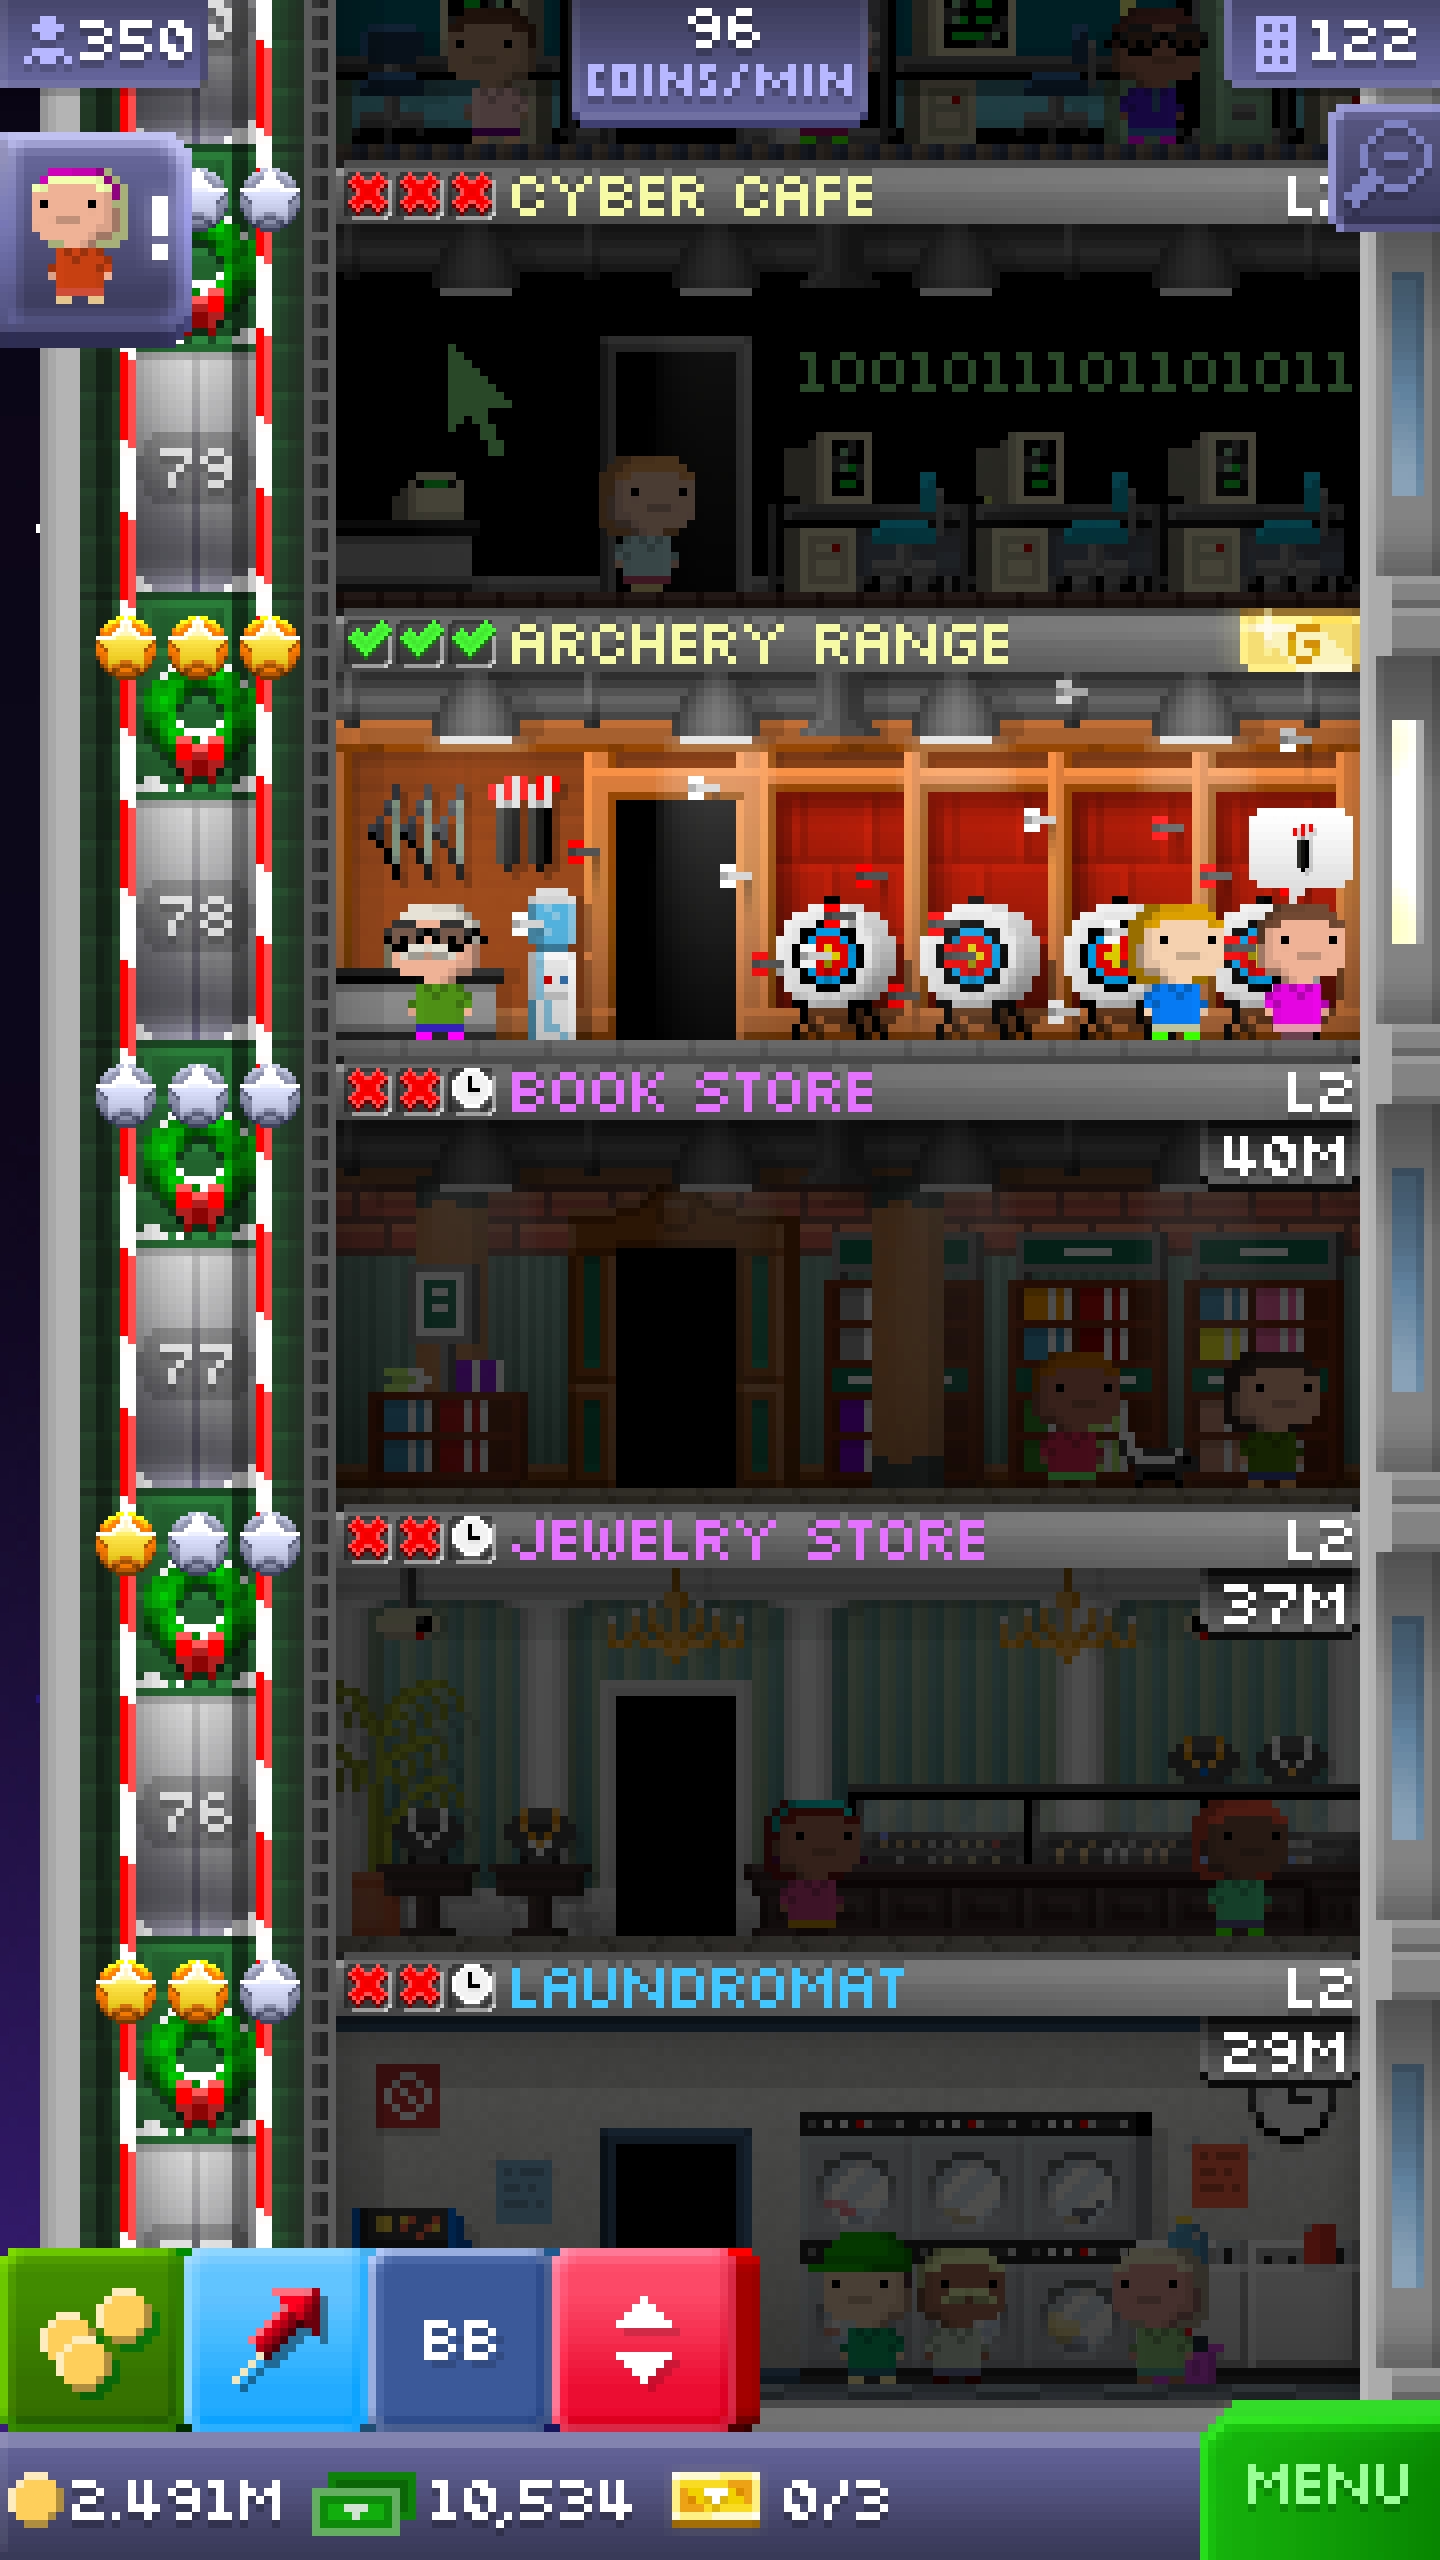 350
96
COINS/MIN
122
!
CYBER CAFE
1001011101101011
79
ARCHERY RANGE G
78
BOOK STORE L2
40M
77
JEWELRY STORE L2
37M
76
LAUNDROMAT L2
29M
BB
2.491M 10,534 0/3
MENU